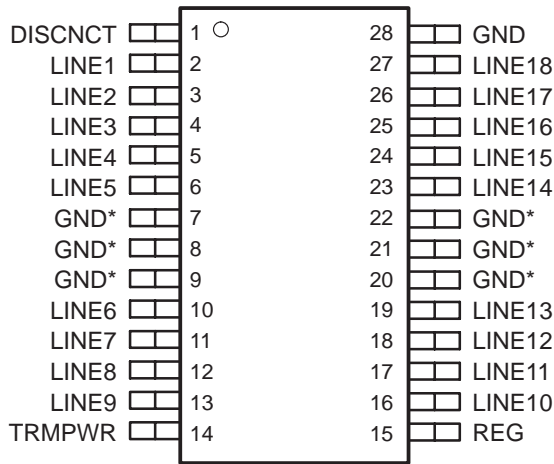 DISCNCT 1 28 GND
LINE1 2 27 LINE18
LINE2 3 26 LINE17
LINE3 4 25 LINE16
LINE4 5 24 LINE15
LINE5 6 23 LINE14
GND* 7 22 GND*
GND* 8 21 GND*
GND* 9 20 GND*
LINE6 10 19 LINE13
LINE7 11 18 LINE12
LINE8 12 17 LINE11
LINE9 13 16 LINE10
TRMPWR 14 15 REG